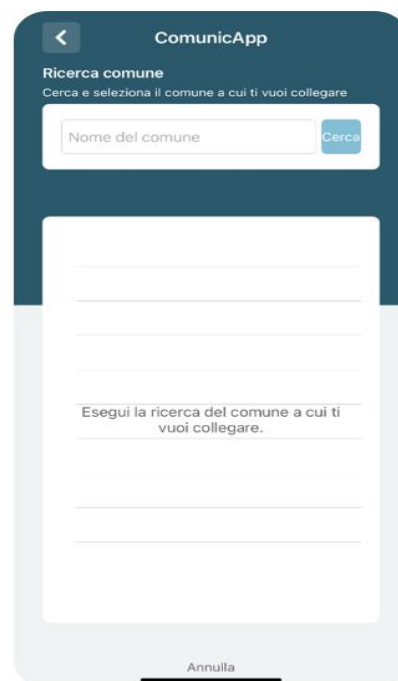 ComunicApp
Ricerca comune
Cerca e seleziona il comune a cui ti vuoi collegare
Nome del comune
Cerca
Esegui la ricerca del comune a cui ti
vuoi collegare.
Annulla